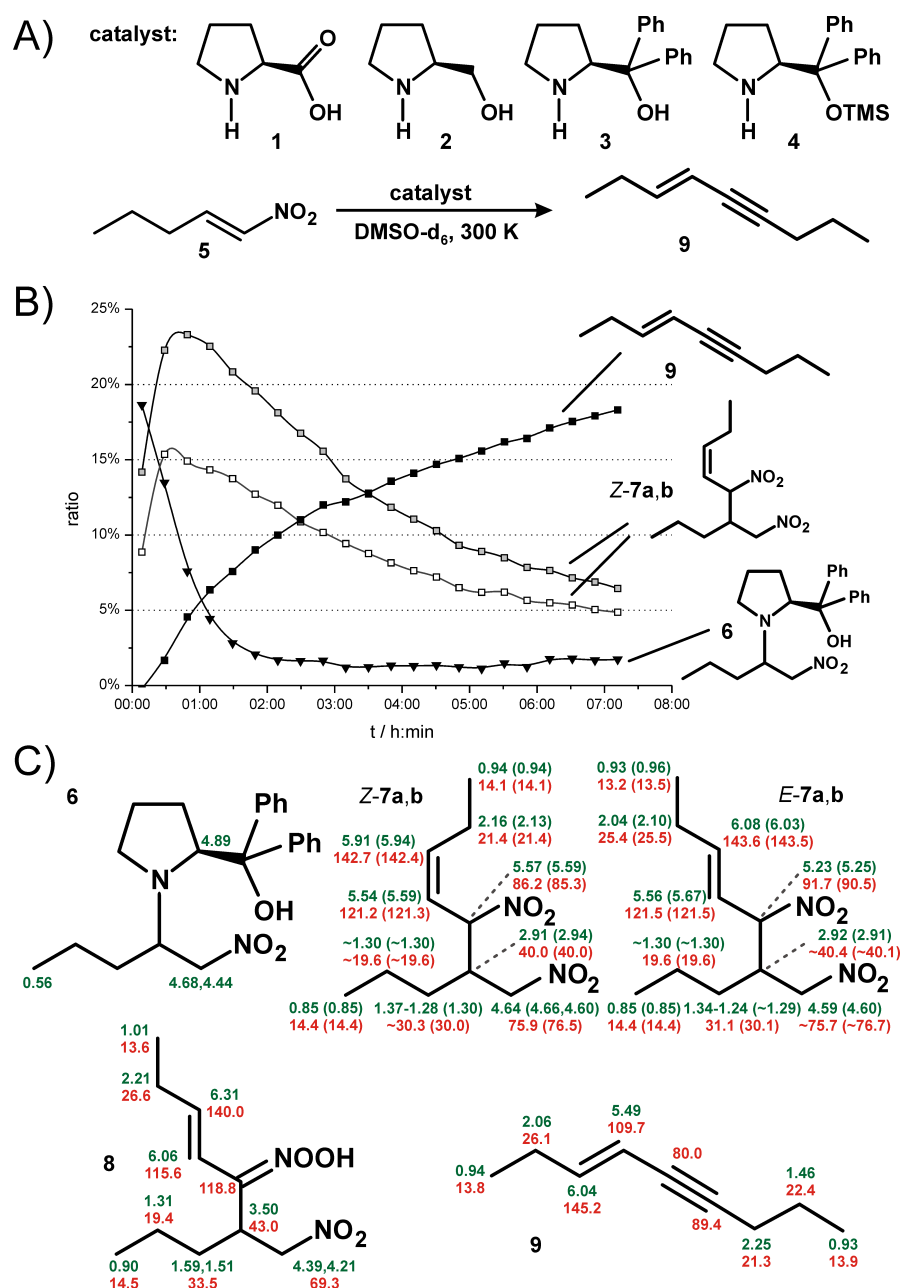 A)
catalyst:
N
H
O
OH
1
N
H
OH
2
N
H
Ph
Ph
OH
3
N
H
Ph
Ph
OTMS
4
NO2
5
catalyst
DMSO-d6, 300 K
9
B)
25%
20%
15%
10%
5%
0%
ratio
00:00 01:00 02:00 03:00 04:00 05:00 06:00 07:00 08:00
t / h:min
9
Z-7a,b
NO2
NO2
6
Ph
Ph
N
OH
NO2
C)
6
4.89
Ph
Ph
N
OH
NO2
0.56
4.68,4.44
Z-7a,b
0.94 (0.94)
14.1 (14.1)
2.16 (2.13)
21.4 (21.4)
5.91 (5.94)
142.7 (142.4)
5.57 (5.59)
86.2 (85.3)
5.54 (5.59)
121.2 (121.3)
NO2
~1.30 (~1.30)
~19.6 (~19.6)
2.91 (2.94)
40.0 (40.0)
NO2
0.85 (0.85)
14.4 (14.4)
1.37-1.28 (1.30)
~30.3 (30.0)
4.64 (4.66,4.60)
75.9 (76.5)
E-7a,b
0.93 (0.96)
13.2 (13.5)
2.04 (2.10)
25.4 (25.5)
6.08 (6.03)
143.6 (143.5)
5.23 (5.25)
91.7 (90.5)
5.56 (5.67)
121.5 (121.5)
NO2
~1.30 (~1.30)
19.6 (19.6)
2.92 (2.91)
~40.4 (~40.1)
NO2
0.85 (0.85)
14.4 (14.4)
1.34-1.24 (~1.29)
31.1 (30.1)
4.59 (4.60)
~75.7 (~76.7)
8
1.01
13.6
2.21
26.6
6.31
140.0
6.06
115.6
NOOH
118.8
1.31
19.4
3.50
43.0
NO2
0.90
14.5
1.59,1.51
33.5
4.39,4.21
69.3
9
0.94
13.8
2.06
26.1
5.49
109.7
6.04
145.2
80.0
89.4
1.46
22.4
2.25
21.3
0.93
13.9